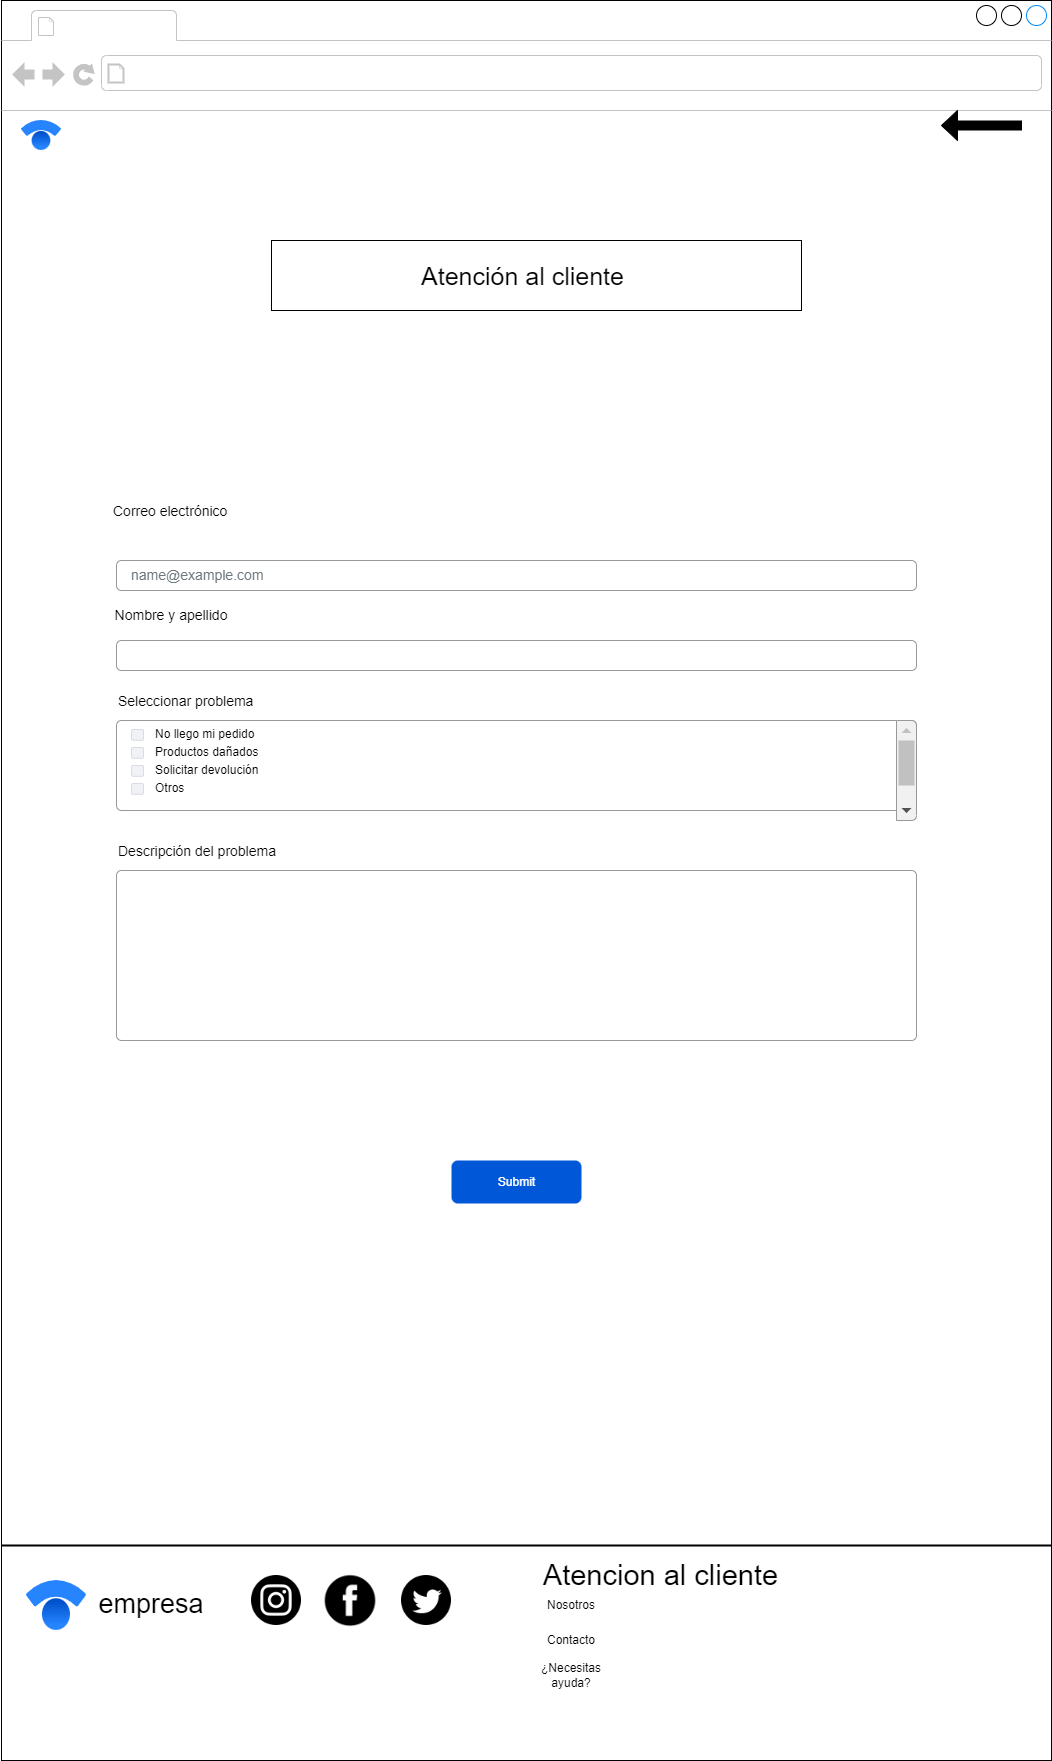 Atención al cliente
Correo electrónico
name@example.com
Nombre y apellido
Seleccionar problema
No llego mi pedido
Productos dañados
Solicitar devolución
Otros
Descripción del problema
Submit
empresa
Atencion al cliente
Nosotros
Contacto
¿Necesitas
ayuda?